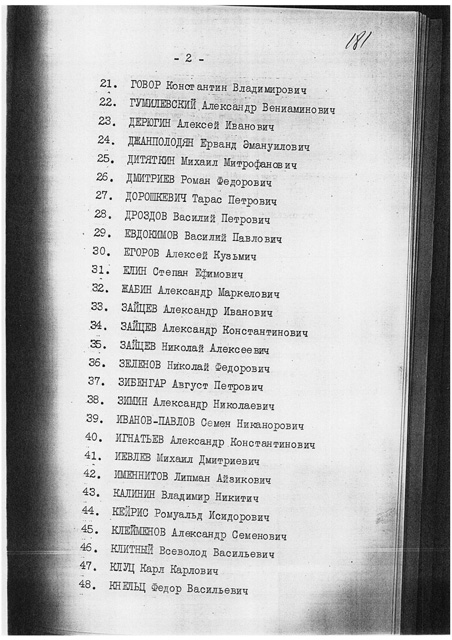 181
- 2 -
21. ГОВОР Константин Владимирович
22. ГУМИЛЕВСКИЙ Александр Вениаминович
23. ДЕРЮГИН Алексей Иванович
24. ДЖАНПОЛОДЯН Ерванд Эмануилович
25. ДИТЯТКИН Михаил Митрофанович
26. ДМИТРИЕВ Роман Федорович
27. ДОРОШКЕВИЧ Тарас Петрович
28. ДРОЗДОВ Василий Петрович
29. ЕВДОКИМОВ Василий Павлович
30. ЕГОРОВ Алексей Кузьмич
31. ЕЛИН Степан Ефимович
32. ЖАБИН Александр Маркелович
33. ЗАЙЦЕВ Александр Иванович
34. ЗАЙЦЕВ Александр Константинович
35. ЗАЙЦЕВ Николай Алексеевич
36. ЗЕЛЕНОВ Николай Федорович
37. ЗИБЕНГАР Август Петрович
38. ЗИМИН Александр Николаевич
39. ИВАНОВ-ПАВЛОВ Семен Никанорович
40. ИГНАТЬЕВ Александр Константинович
41. ИЕВЛЕВ Михаил Дмитриевич
42. ИМЕННИТОВ Липман Айзикович
43. КАЛИНИН Владимир Никитич
44. КЕЙРИС Ромуальд Исидорович
45. КЛЕЙМЕНОВ Александр Семенович
46. КЛИТНЫЙ Всеволод Васильевич
47. КЛУЦ Карл Карлович
48. КНЕЛЬЦ Федор Васильевич